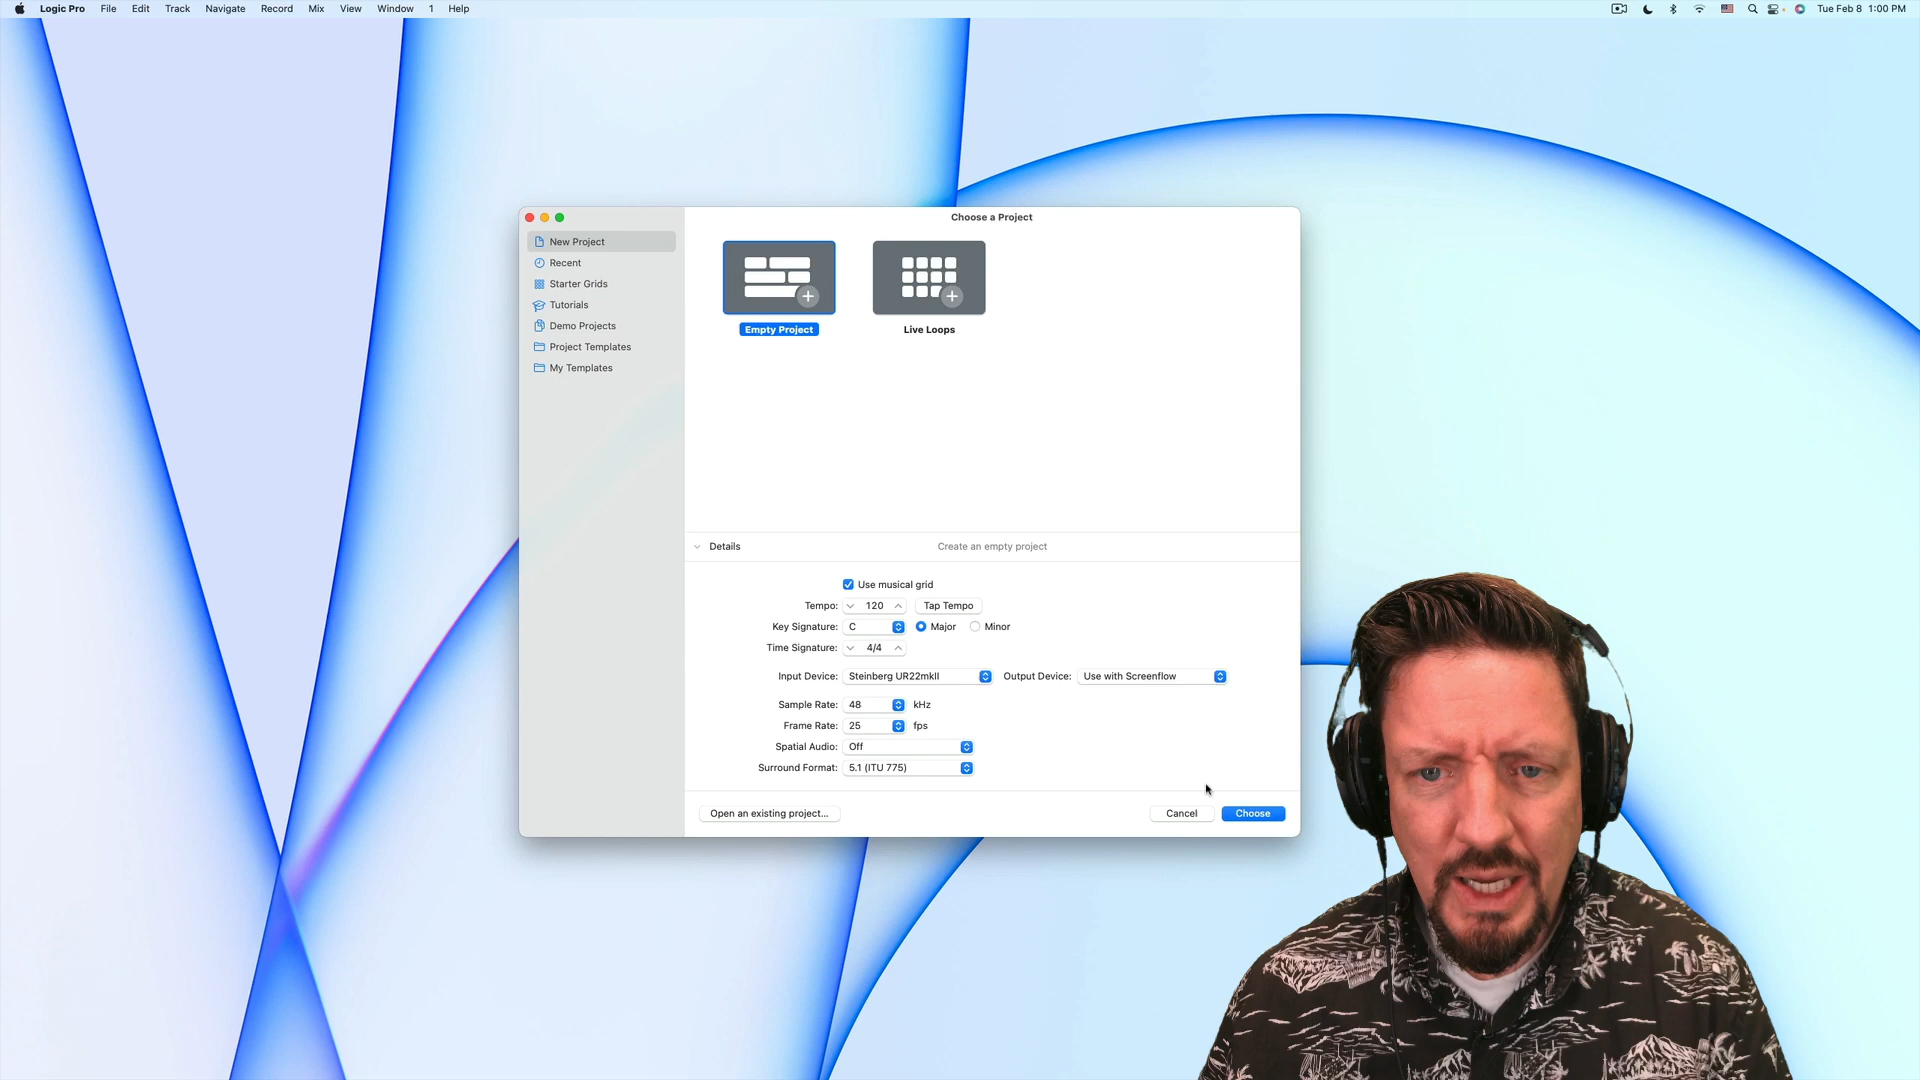 Logic Pro File Edit Track Navigate Record Mix View Window 1 Help Tue Feb 8 1:00 PM
Choose a Project
New Project
Recent
Starter Grids
Tutorials
Demo Projects
Project Templates
My Templates
Empty Project Live Loops
Details Create an empty project
Use musical grid
Tempo: 120 Tap Tempo
Key Signature: C Major Minor
Time Signature: 4/4
Input Device: Steinberg UR22mkII Output Device: Use with Screenflow
Sample Rate: 48 kHz
Frame Rate: 25 fps
Spatial Audio: Off
Surround Format: 5.1 (ITU 775)
Open an existing project... Cancel Choose